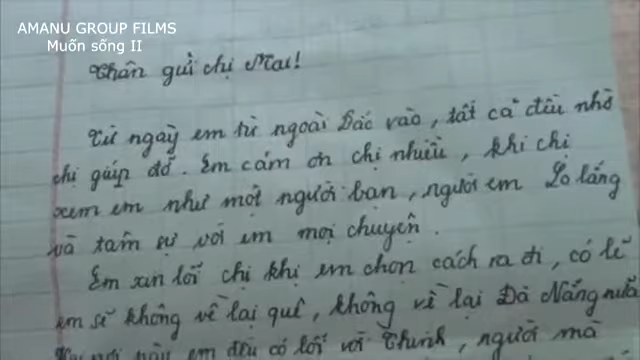 AMANU GROUP FILMS
Muốn sống II
Thân gửi chị Mai!
Từ ngày em từ ngoài Bắc vào, tất cả đều nhờ
chị giúp đỡ. Em cám ơn chị nhiều, khi chị
xem em như một người bạn, người em Lo lắng
và tâm sự với em mọi chuyện.
Em xin lỗi chị khi em chọn cách ra đi, có lẽ
em sẽ không về lại quê, không về lại Đà Nẵng nữa
nơi này em đều có lỗi với Thinh, người mà